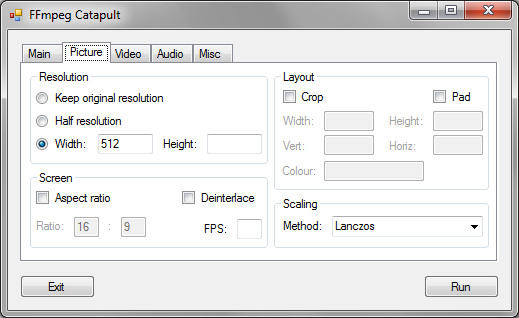 FFmpeg Catapult
Main Picture Video Audio Misc
Resolution
Keep original resolution
Half resolution
Width: 512 Height:
Screen
Aspect ratio Deinterlace
Ratio: 16 : 9 FPS:
Layout
Crop Pad
Width: Height:
Vert: Horiz:
Colour:
Scaling
Method: Lanczos
Exit Run